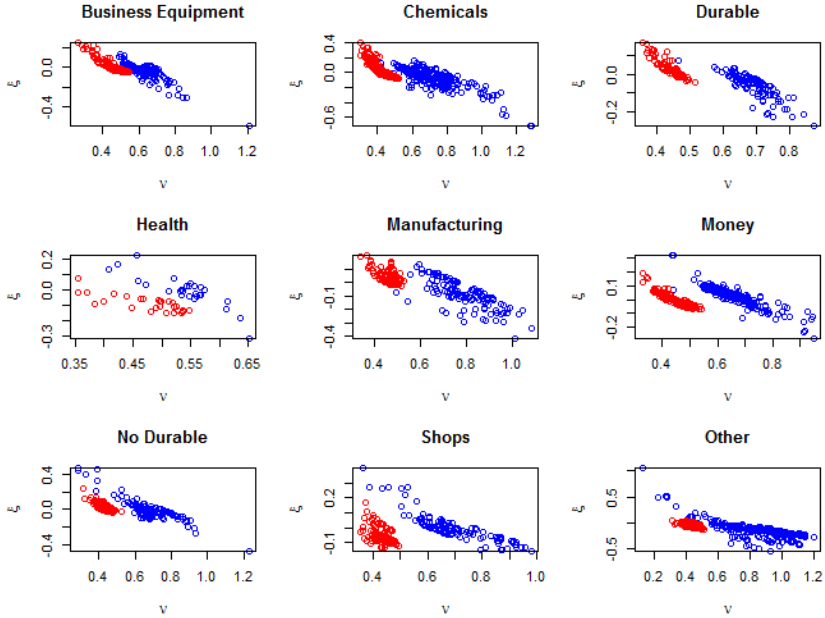 Business Equipment
ξ
0.0
-0.4
0.4 0.6 0.8 1.0 1.2
ν
Chemicals
ξ
0.4
0.0
-0.6
0.4 0.6 0.8 1.0 1.2
ν
Durable
ξ
0.0
-0.2
0.4 0.5 0.6 0.7 0.8
ν
Health
ξ
0.2
0.0
-0.3
0.35 0.45 0.55 0.65
ν
Manufacturing
ξ
-0.1
-0.4
0.4 0.6 0.8 1.0
ν
Money
ξ
0.1
-0.2
0.4 0.6 0.8
ν
No Durable
ξ
0.4
0.0
-0.4
0.4 0.6 0.8 1.0 1.2
ν
Shops
ξ
-0.1
0.4 0.6 0.8 1.0
ν
Other
ξ
0.5
-0.5
0.2 0.4 0.6 0.8 1.0 1.2
ν